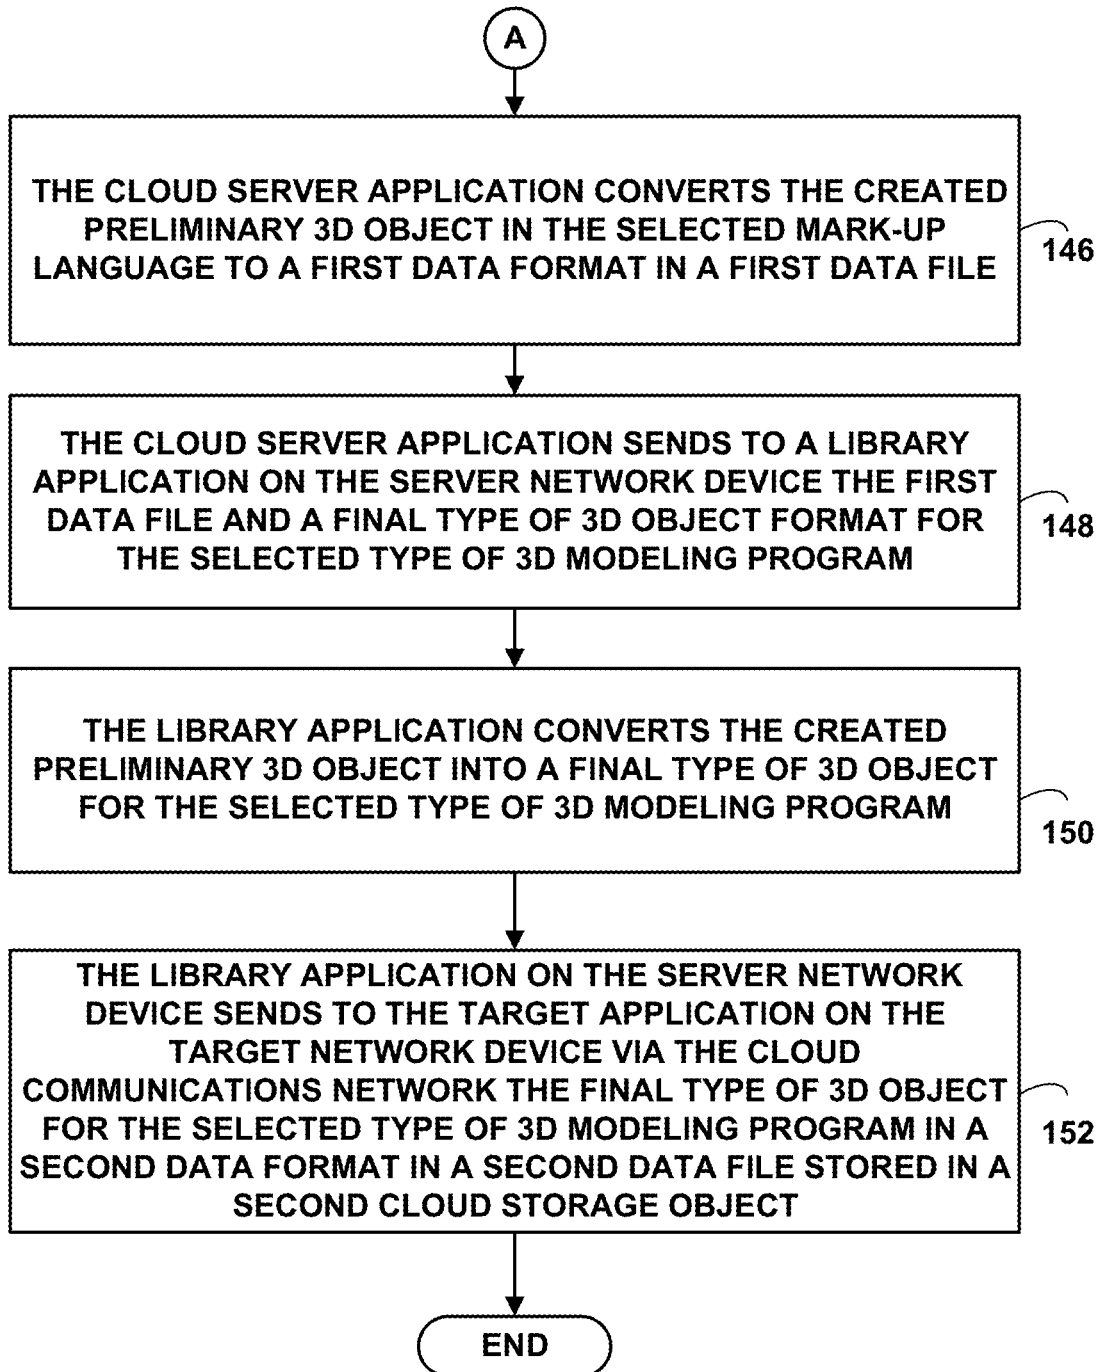 A
THE CLOUD SERVER APPLICATION CONVERTS THE CREATED
PRELIMINARY 3D OBJECT IN THE SELECTED MARK-UP
LANGUAGE TO A FIRST DATA FORMAT IN A FIRST DATA FILE
146
THE CLOUD SERVER APPLICATION SENDS TO A LIBRARY
APPLICATION ON THE SERVER NETWORK DEVICE THE FIRST
DATA FILE AND A FINAL TYPE OF 3D OBJECT FORMAT FOR
THE SELECTED TYPE OF 3D MODELING PROGRAM
148
THE LIBRARY APPLICATION CONVERTS THE CREATED
PRELIMINARY 3D OBJECT INTO A FINAL TYPE OF 3D OBJECT
FOR THE SELECTED TYPE OF 3D MODELING PROGRAM
150
THE LIBRARY APPLICATION ON THE SERVER NETWORK
DEVICE SENDS TO THE TARGET APPLICATION ON THE
TARGET NETWORK DEVICE VIA THE CLOUD
COMMUNICATIONS NETWORK THE FINAL TYPE OF 3D OBJECT
FOR THE SELECTED TYPE OF 3D MODELING PROGRAM IN A
SECOND DATA FORMAT IN A SECOND DATA FILE STORED IN A
SECOND CLOUD STORAGE OBJECT
152
END